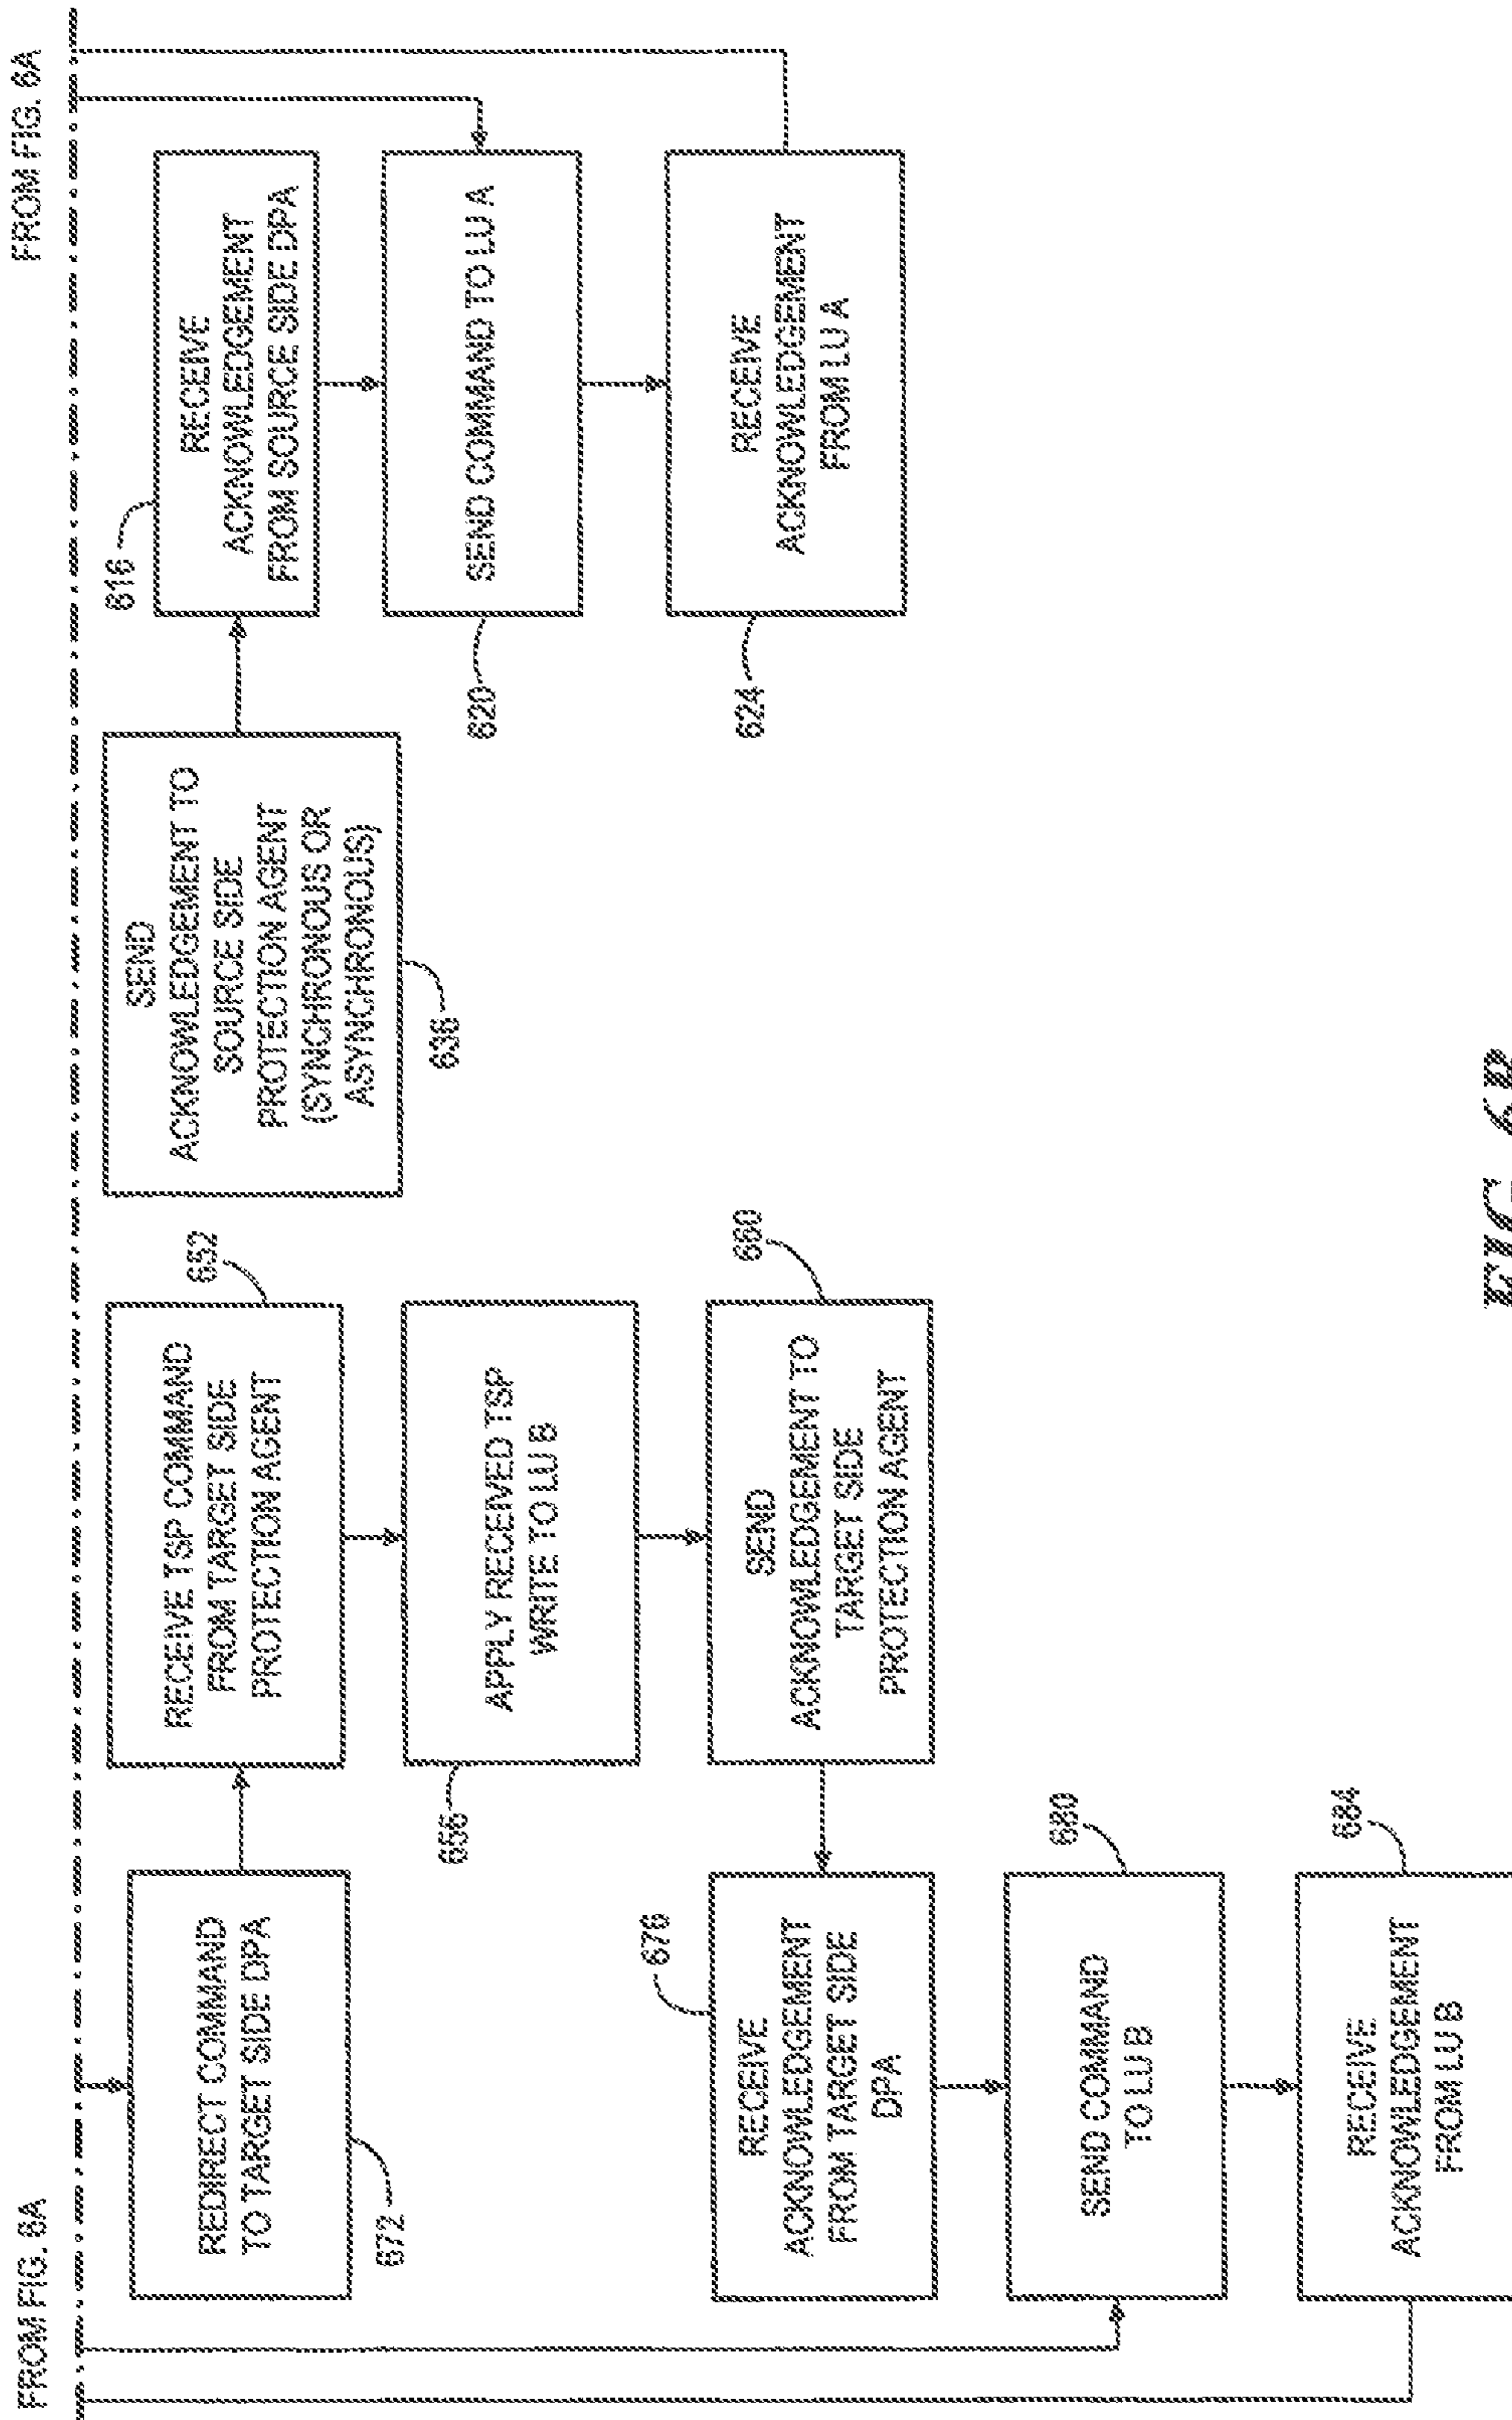 FROM FIG. 6A
FROM FIG. 6A
REDIRECT COMMAND
TO TARGET SIDE DPA
672
RECEIVE TSP COMMAND
FROM TARGET SIDE
PROTECTION AGENT
652
SEND
ACKNOWLEDGEMENT TO
SOURCE SIDE
PROTECTION AGENT
(SYNCHRONOUS OR
ASYNCHRONOUS)
636
616
RECEIVE
ACKNOWLEDGEMENT
FROM SOURCE SIDE DPA
APPLY RECEIVED TSP
WRITE TO LU B
656
620
SEND COMMAND TO LU A
676
RECEIVE
ACKNOWLEDGEMENT
FROM TARGET SIDE
DPA
SEND
ACKNOWLEDGEMENT TO
TARGET SIDE
PROTECTION AGENT
660
624
RECEIVE
ACKNOWLEDGEMENT
FROM LU A
SEND COMMAND
TO LU B
680
RECEIVE
ACKNOWLEDGEMENT
FROM LU B
684
FIG. 6B